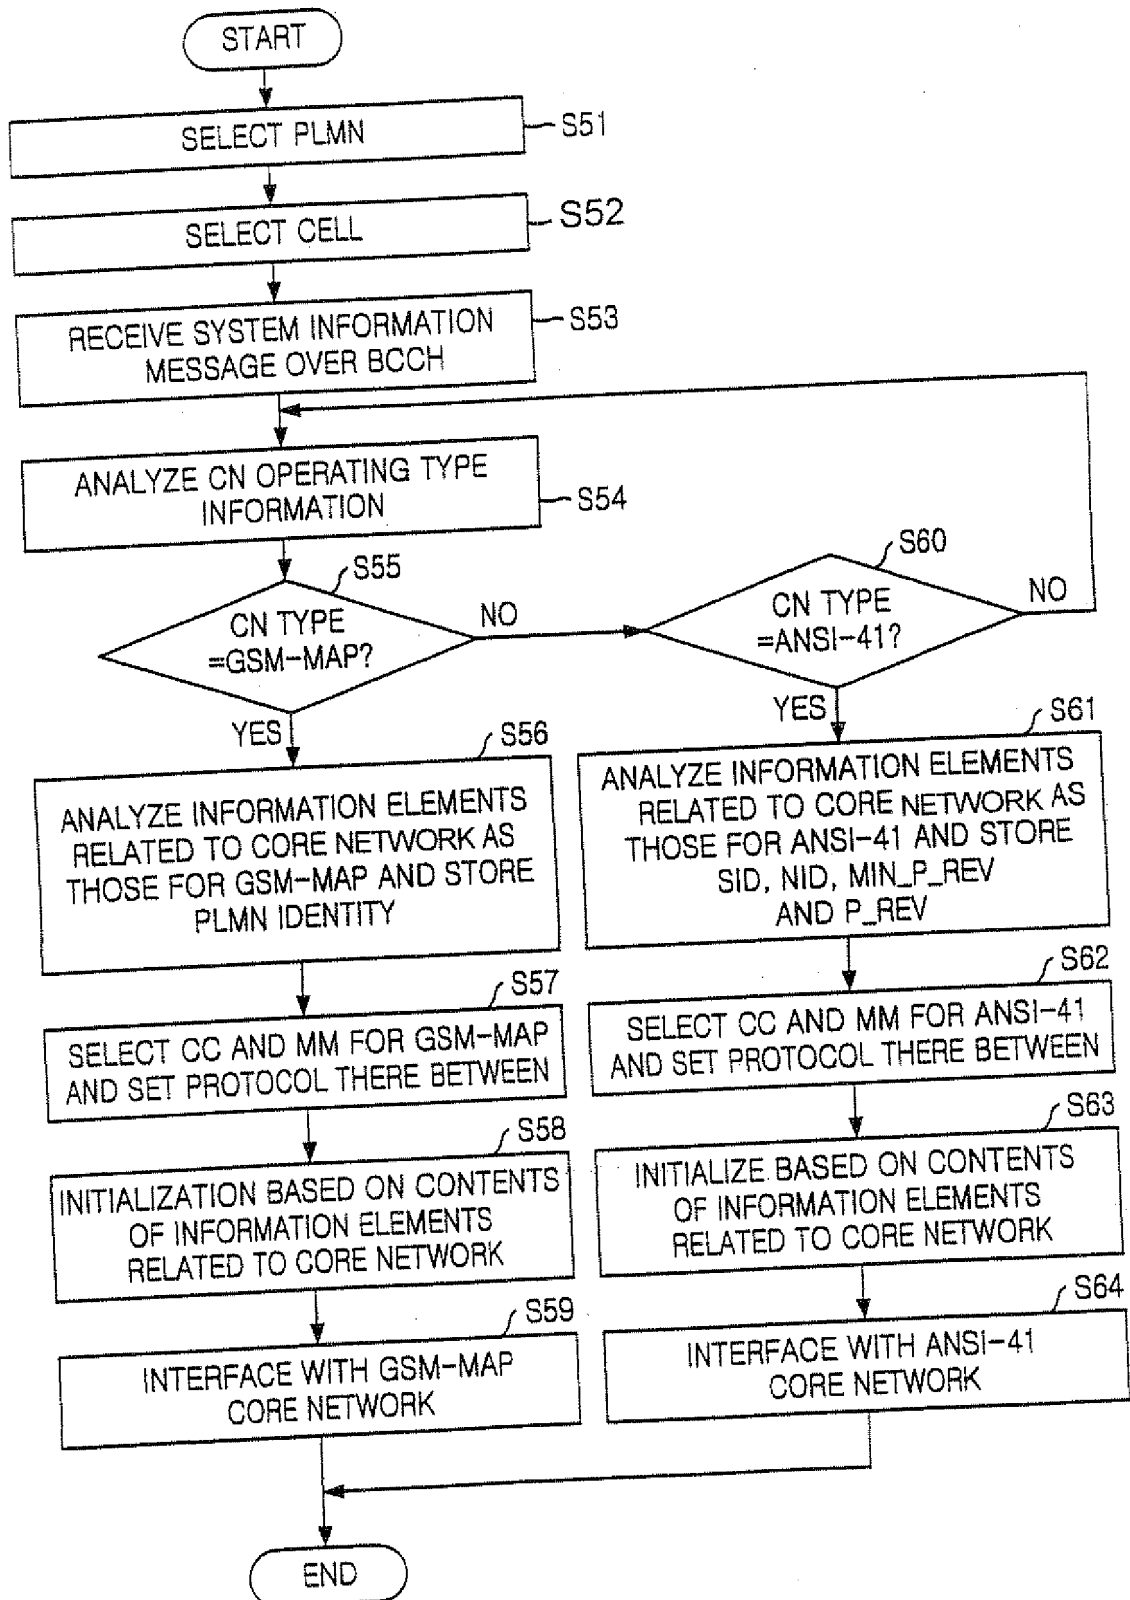 START
SELECT PLMN
S51
SELECT CELL
S52
RECEIVE SYSTEM INFORMATION
MESSAGE OVER BCCH
S53
ANALYZE CN OPERATING TYPE
INFORMATION
S54
S55
CN TYPE
=GSM-MAP?
NO
YES
S60
CN TYPE
=ANSI-41?
NO
YES
S56
ANALYZE INFORMATION ELEMENTS
RELATED TO CORE NETWORK AS
THOSE FOR GSM-MAP AND STORE
PLMN IDENTITY
S57
SELECT CC AND MM FOR GSM-MAP
AND SET PROTOCOL THERE BETWEEN
S58
INITIALIZATION BASED ON CONTENTS
OF INFORMATION ELEMENTS
RELATED TO CORE NETWORK
S59
INTERFACE WITH GSM-MAP
CORE NETWORK
S61
ANALYZE INFORMATION ELEMENTS
RELATED TO CORE NETWORK AS
THOSE FOR ANSI-41 AND STORE
SID, NID, MIN_P_REV
AND P_REV
S62
SELECT CC AND MM FOR ANSI-41
AND SET PROTOCOL THERE BETWEEN
S63
INITIALIZE BASED ON CONTENTS
OF INFORMATION ELEMENTS
RELATED TO CORE NETWORK
S64
INTERFACE WITH ANSI-41
CORE NETWORK
END